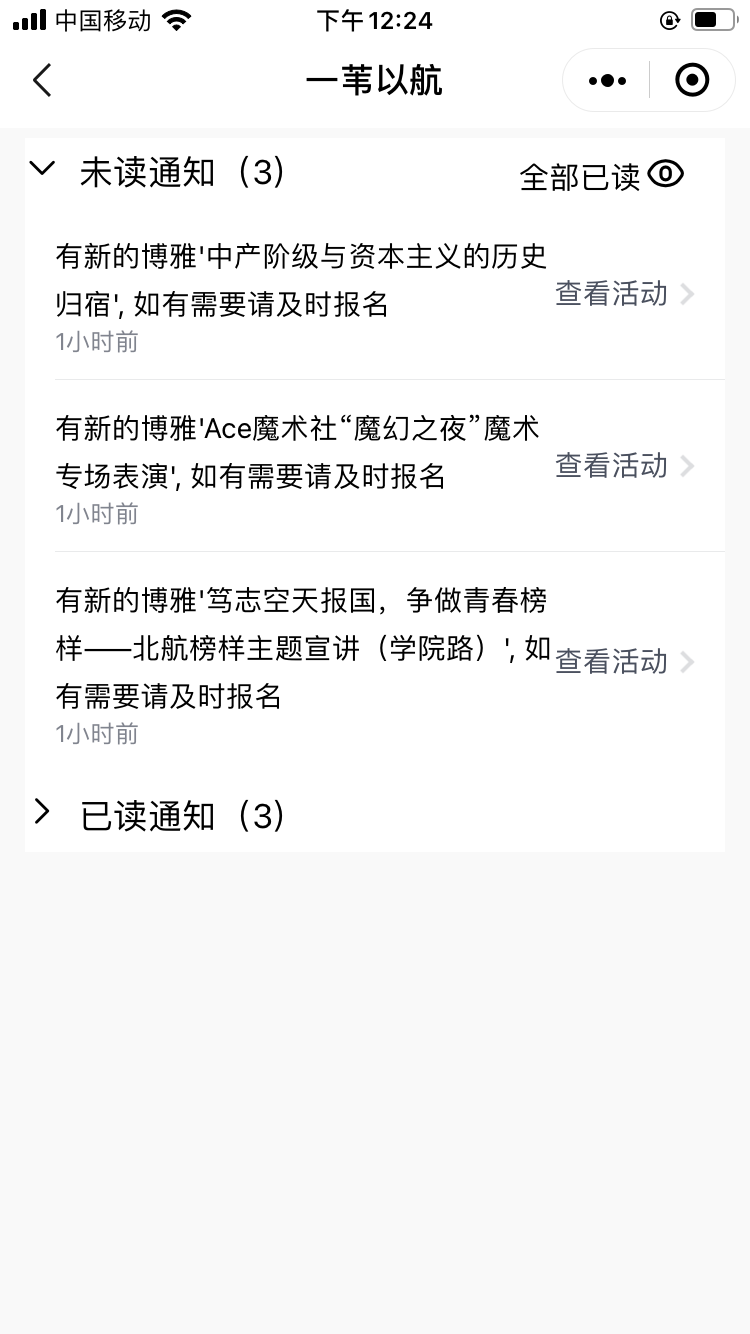 中国移动
下午12:24
一苇以航
未读通知（3）
全部已读
有新的博雅'中产阶级与资本主义的历史
归宿', 如有需要请及时报名
查看活动
1小时前
有新的博雅'Ace魔术社“魔幻之夜”魔术
专场表演', 如有需要请及时报名
查看活动
1小时前
有新的博雅'笃志空天报国，争做青春榜
样——北航榜样主题宣讲（学院路）', 如
有需要请及时报名
查看活动
1小时前
已读通知（3）